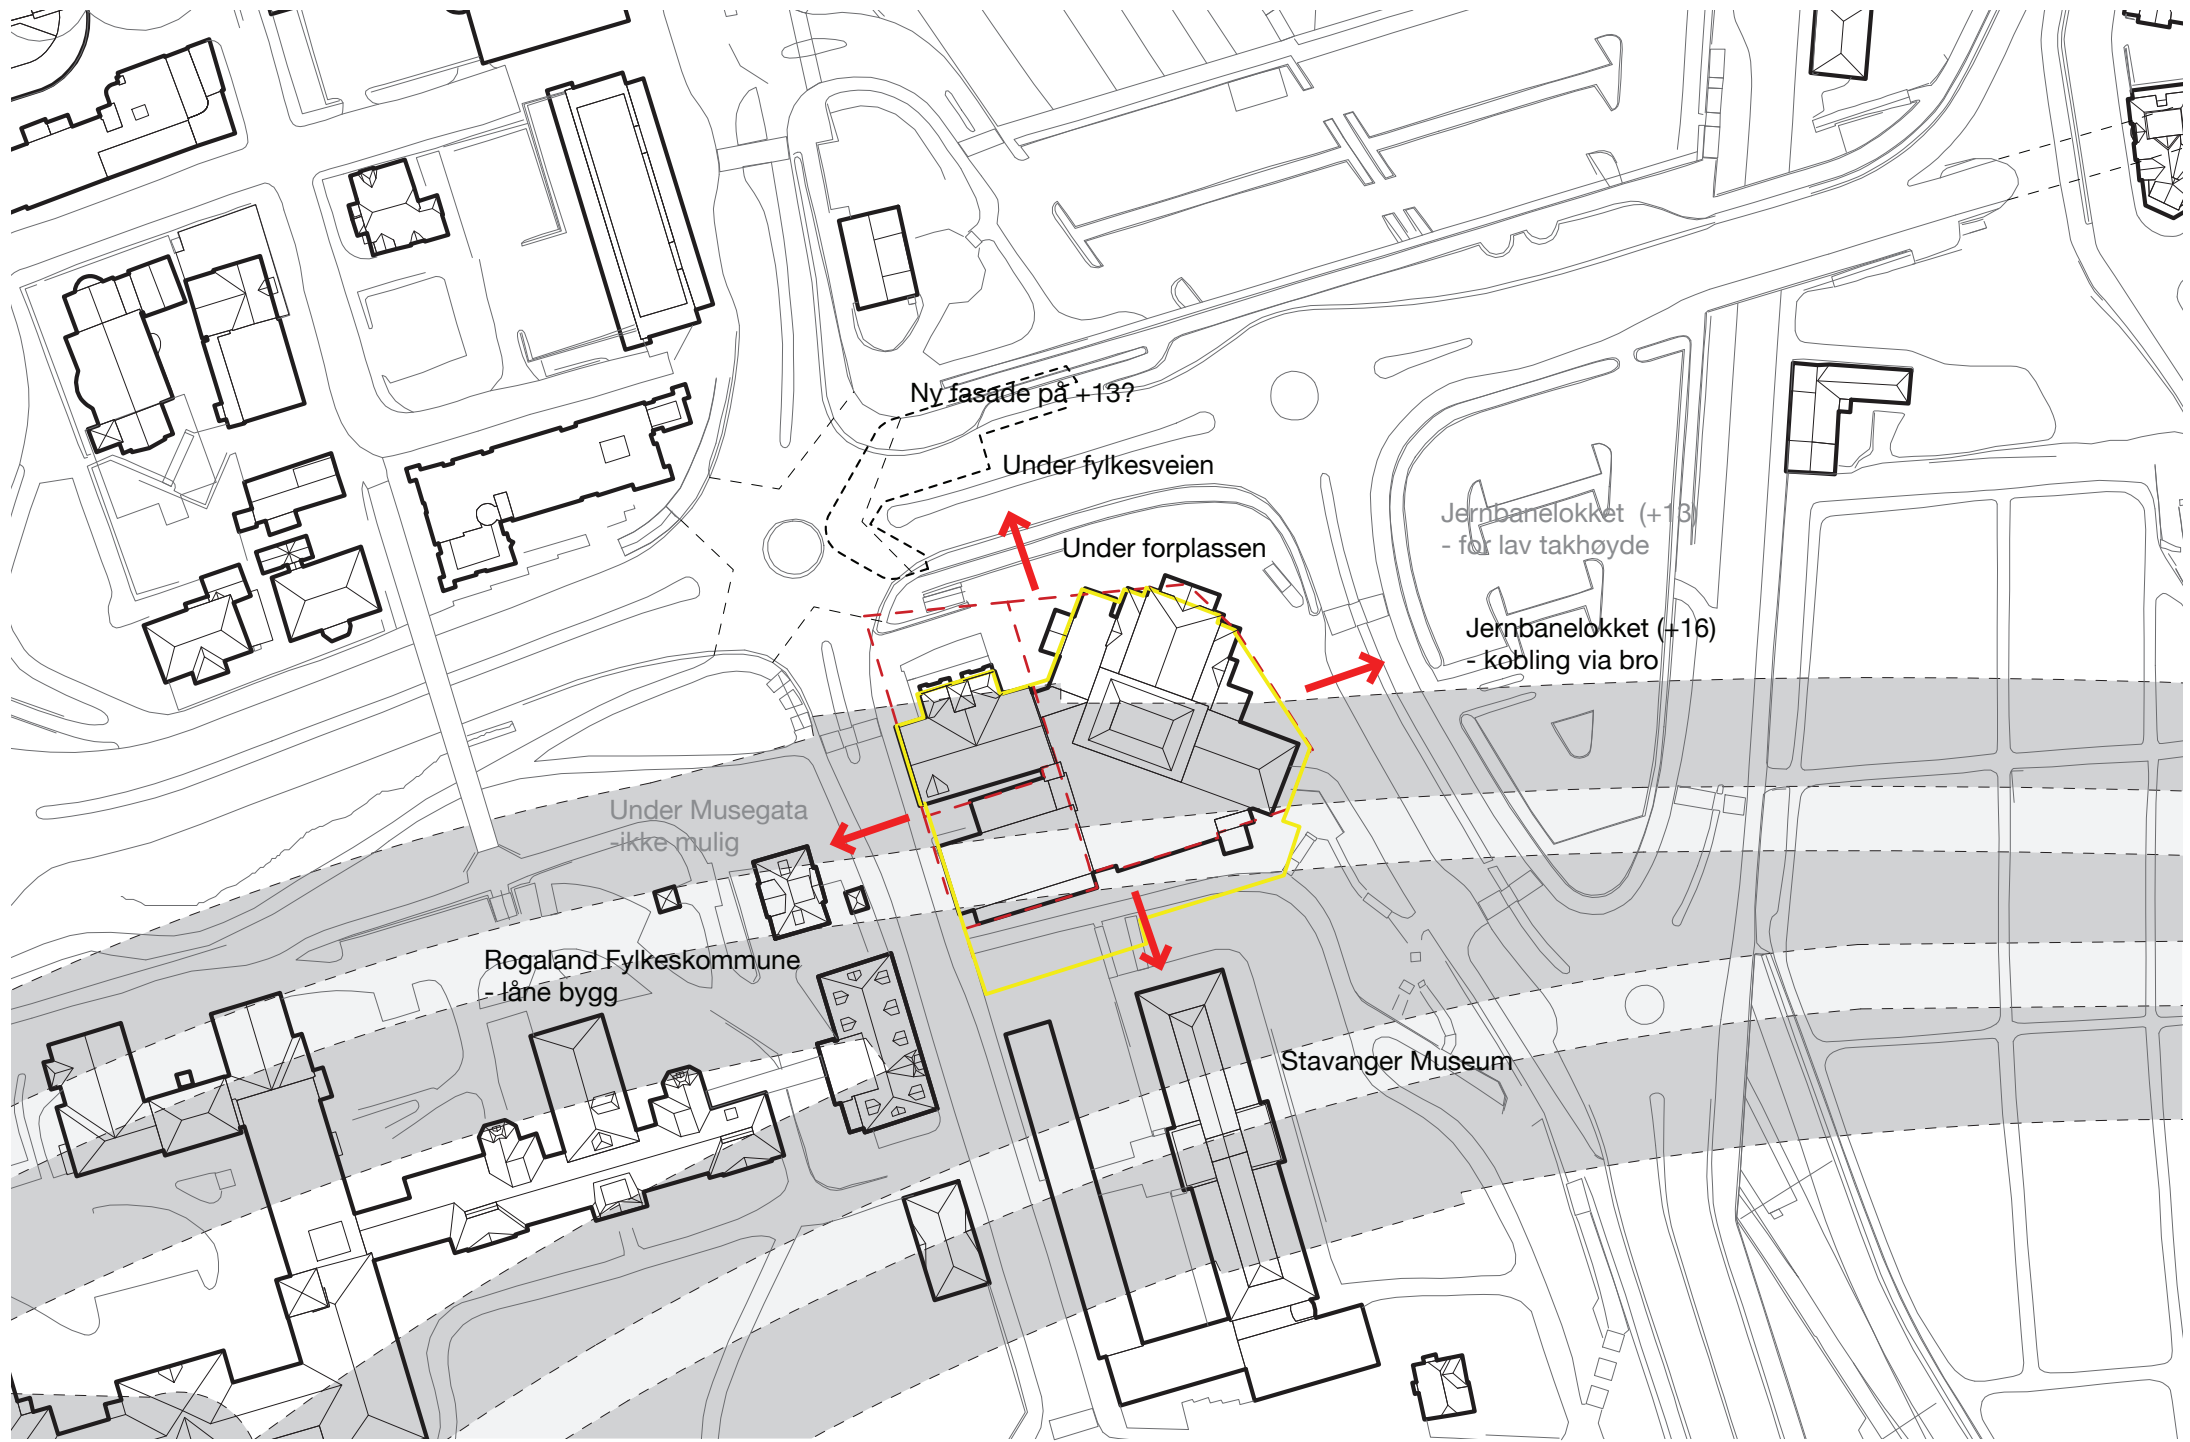 Ny fasade på +13?
Under fylkesveien
Under forplassen
Jernbanelokket (+13)
- for lav takhøyde
Jernbanelokket (+16)
- kobling via bro
Under Musegata
-ikke mulig
Rogaland Fylkeskommune
- låne bygg
Stavanger Museum